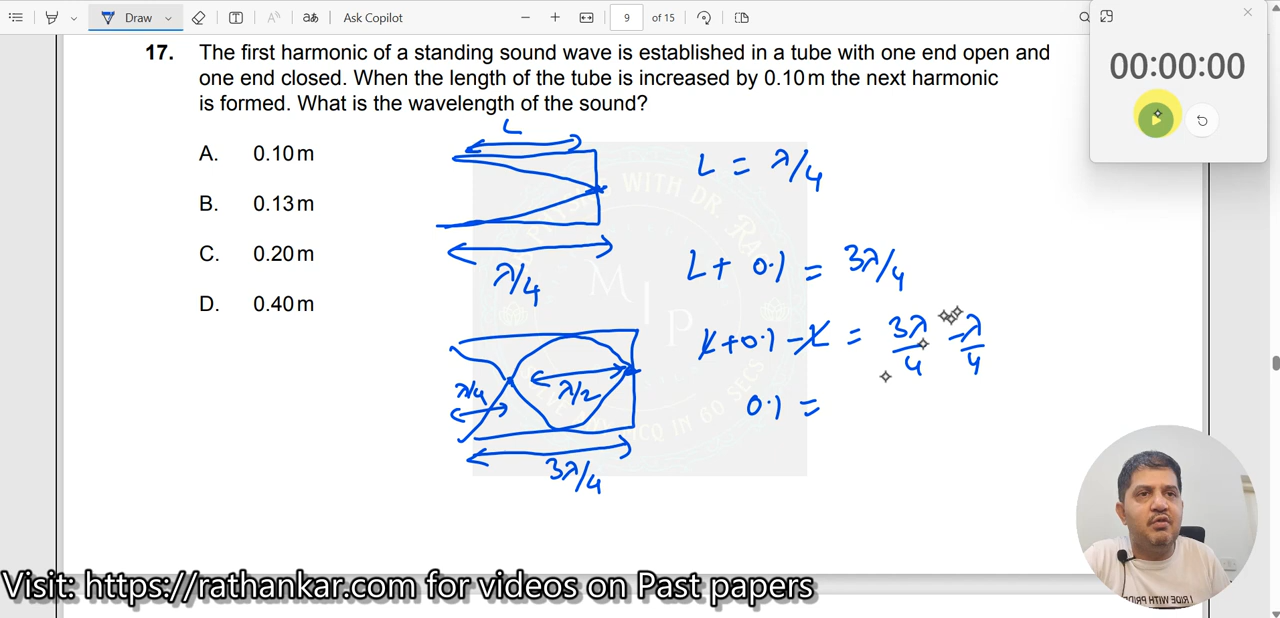 Draw
Ask Copilot
9 of 15
00:00:00
17. The first harmonic of a standing sound wave is established in a tube with one end open and
one end closed. When the length of the tube is increased by 0.10 m the next harmonic
is formed. What is the wavelength of the sound?
A. 0.10 m
B. 0.13 m
C. 0.20 m
D. 0.40 m
L
λ/4
L = λ/4
L + 0.1 = 3λ/4
L + 0.1 - L = 3λ/4 - λ/4
0.1 =
λ/4
λ/2
3λ/4
WITH DR.
M I P
Visit: https://rathankar.com for videos on Past papers